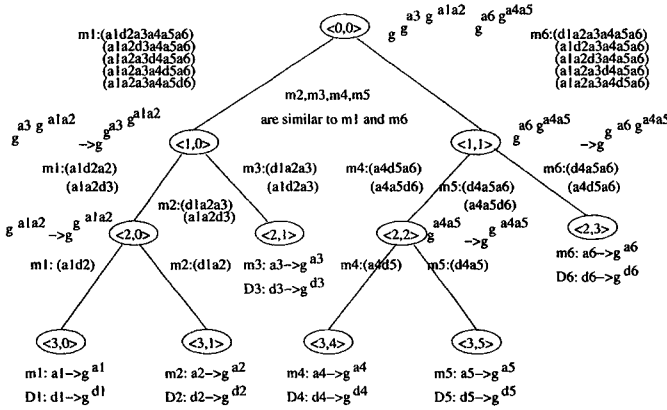 <0,0>
g a3 g a1a2 g a6 g a4a5
m1:(a1d2a3a4a5a6)
(a1a2d3a4a5a6)
(a1a2a3d4a5a6)
(a1a2a3a4d5a6)
(a1a2a3a4a5d6)
m6:(d1a2a3a4a5a6)
(a1d2a3a4a5a6)
(a1a2d3a4a5a6)
(a1a2a3d4a5a6)
(a1a2a3a4d5a6)
m2,m3,m4,m5
are similar to m1 and m6
g a3 g a1a2 —>g g a3 g a1a2
<1,0>
<1,1>
g a6 g a4a5 —>g g a6 g a4a5
m1:(a1d2a2)
(a1a2d3)
m3:(d1a2a3)
(a1d2a3)
m4:(a4d5a6)
(a4a5d6)
m6:(d4a5a6)
(a4d5a6)
m2:(d1a2a3)
(a1a2d3)
m5:(d4a5a6)
(a4a5d6)
g a1a2 —>g g a1a2
<2,0>
<2,1>
<2,2>
g a4a5 —>g g a4a5
<2,3>
m1: (a1d2)
m2:(d1a2)
m3: a3—>g a3
D3: d3—>g d3
m4:(a4d5)
m5:(d4a5)
m6: a6—>g a6
D6: d6—>g d6
<3,0>
<3,1>
<3,4>
<3,5>
m1: a1—>g a1
D1: d1—>g d1
m2: a2—>g a2
D2: d2—>g d2
m4: a4—>g a4
D4: d4—>g d4
m5: a5—>g a5
D5: d5—>g d5